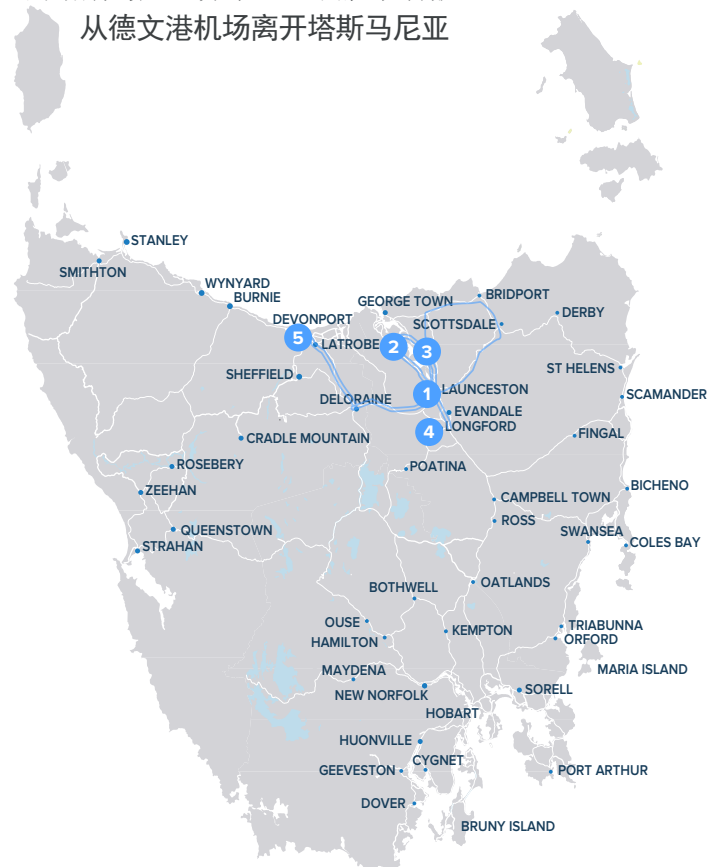 从德文港机场离开塔斯马尼亚
STANLEY
SMITHTON
WYNYARD
BURNIE
GEORGE TOWN
BRIDPORT
DERBY
DEVONPORT
SCOTTSDALE
5
LATROBE
2
3
ST HELENS
SHEFFIELD
1
LAUNCESTON
SCAMANDER
DELORAINE
EVANDALE
4
LONGFORD
FINGAL
CRADLE MOUNTAIN
ROSEBERY
POATINA
ZEEHAN
CAMPBELL TOWN
BICHENO
ROSS
QUEENSTOWN
SWANSEA
STRAHAN
COLES BAY
BOTHWELL
OATLANDS
OUSE
KEMPTON
TRIABUNNA
HAMILTON
ORFORD
MAYDENA
MARIA ISLAND
NEW NORFOLK
SORELL
HOBART
HUONVILLE
CYGNET
GEEVESTON
PORT ARTHUR
DOVER
BRUNY ISLAND